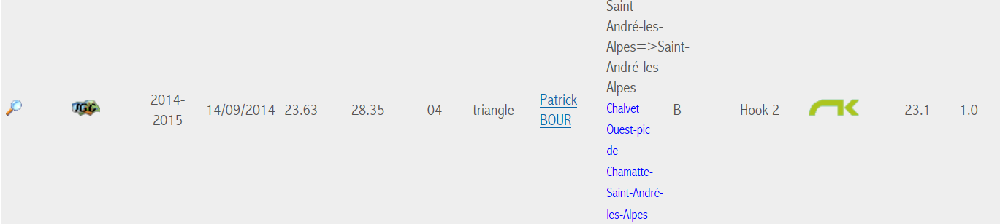 Saint-
André-les-
Alpes=>Saint-
André-les-
Alpes
IGC
2014-
2015
14/09/2014
23.63
28.35
04
triangle
Patrick
BOUR
Chalvet
Ouest-pic
de
Chamatte-
Saint-André-
les-Alpes
B
Hook 2
23.1
1.0